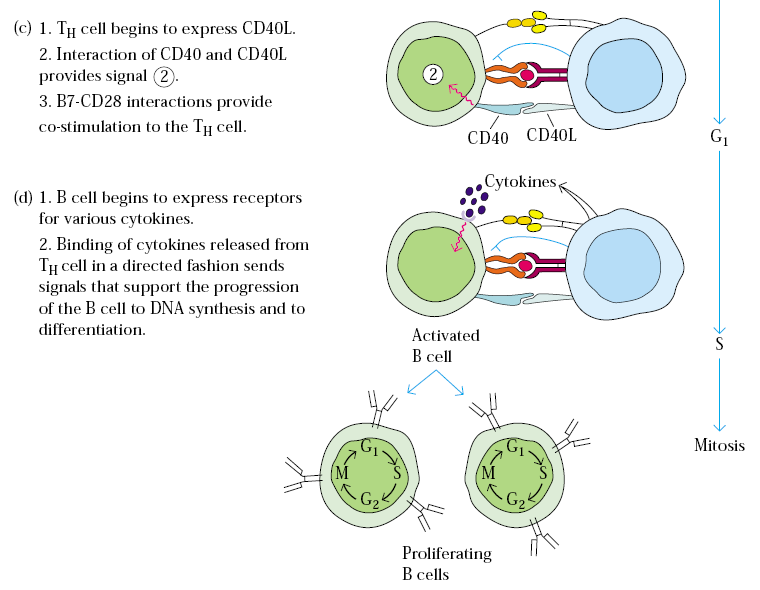 (c) 1. TH cell begins to express CD40L.
2. Interaction of CD40 and CD40L
provides signal ②.
3. B7-CD28 interactions provide
co-stimulation to the TH cell.
2
CD40
CD40L
G1
(d) 1. B cell begins to express receptors
for various cytokines.
2. Binding of cytokines released from
TH cell in a directed fashion sends
signals that support the progression
of the B cell to DNA synthesis and to
differentiation.
Cytokines
Activated
B cell
S
Mitosis
G1
M
S
G2
G1
M
S
G2
Proliferating
B cells